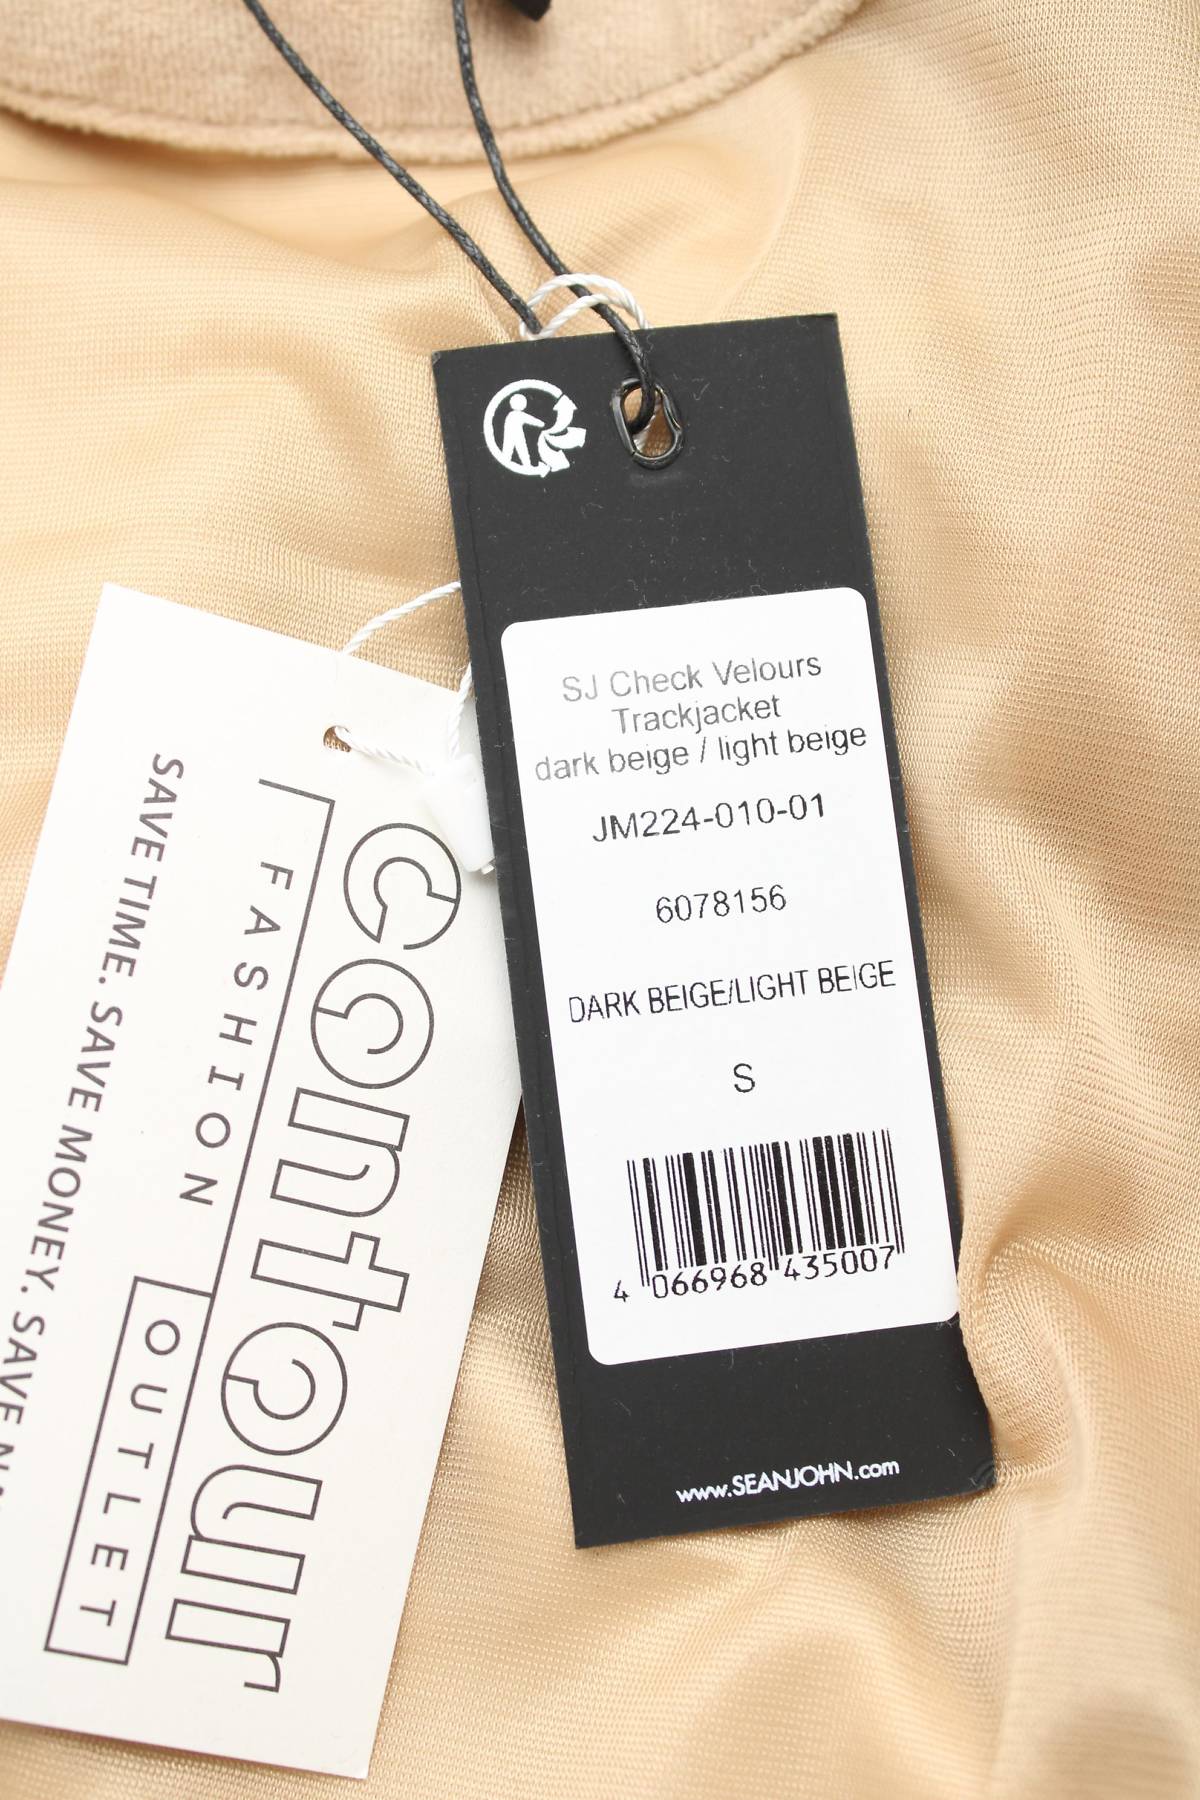 SJ Check Velours
Trackjacket
dark beige / light beige
JM224-010-01
6078156
DARK BEIGE/LIGHT BEIGE
S
4 066968 435007
www.SEANJOHN.com
contour
FASHION
OUTLET
SAVE TIME. SAVE MONEY. SAVE